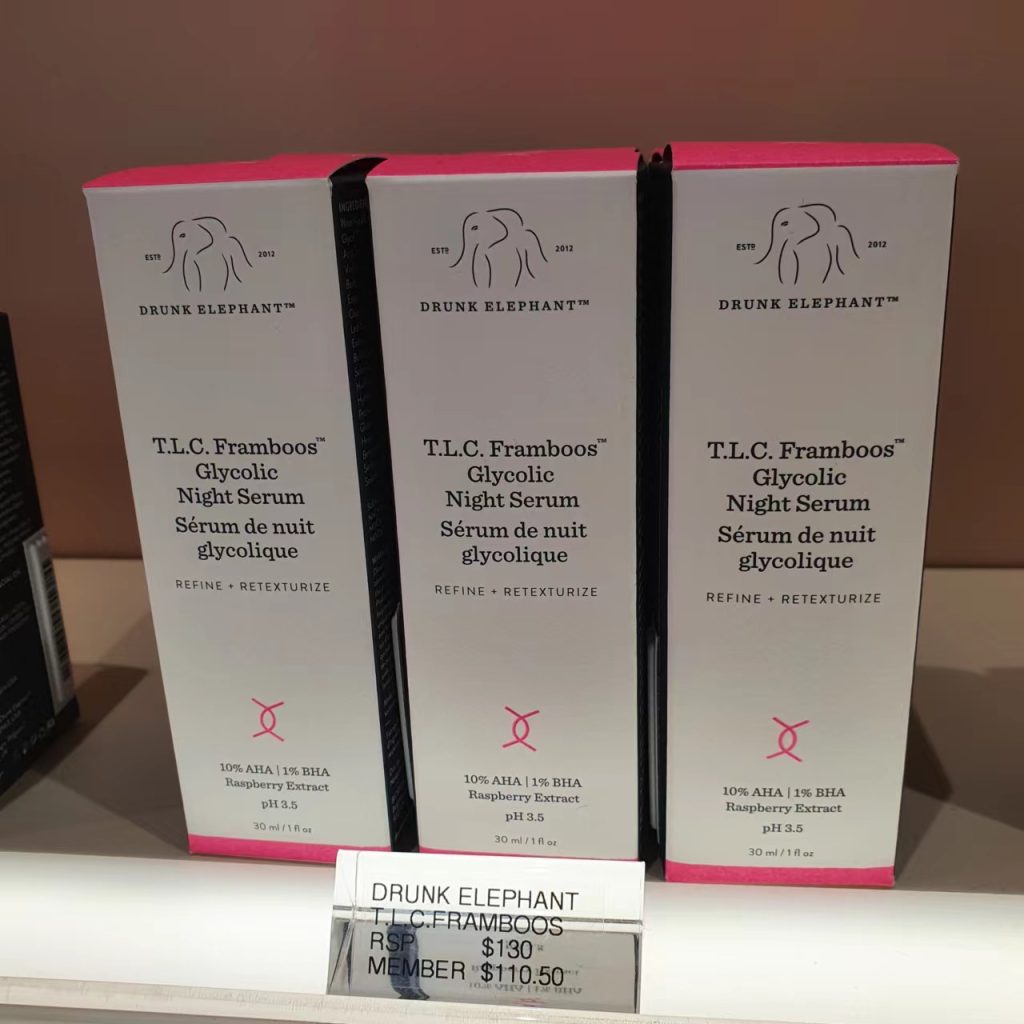 ESTD 2012
DRUNK ELEPHANT™
T.L.C. Framboos™
Glycolic
Night Serum
Sérum de nuit
glycolique
REFINE + RETEXTURIZE
10% AHA | 1% BHA
Raspberry Extract
pH 3.5
30 ml / 1 fl oz
ESTD 2012
DRUNK ELEPHANT™
T.L.C. Framboos™
Glycolic
Night Serum
Sérum de nuit
glycolique
REFINE + RETEXTURIZE
10% AHA | 1% BHA
Raspberry Extract
pH 3.5
30 ml / 1 fl oz
ESTD 2012
DRUNK ELEPHANT™
T.L.C. Framboos™
Glycolic
Night Serum
Sérum de nuit
glycolique
REFINE + RETEXTURIZE
10% AHA | 1% BHA
Raspberry Extract
pH 3.5
30 ml / 1 fl oz
DRUNK ELEPHANT
T.L.C.FRAMBOOS
RSP $130
MEMBER $110.50